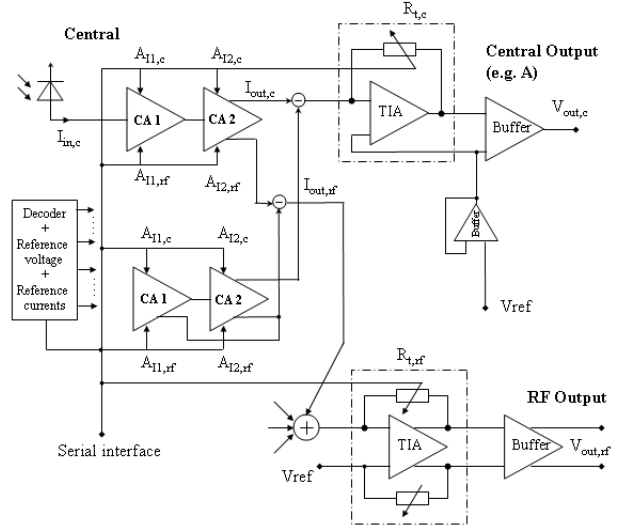 Central
A_I1,c
A_I2,c
I_out,c
R_t,c
Central Output
(e.g. A)
V_out,c
CA 1
CA 2
TIA
Buffer
I_in,c
A_I1,rf
A_I2,rf
I_out,rf
Decoder
+
Reference
voltage
+
Reference
currents
A_I1,c
A_I2,c
CA 1
CA 2
Buffer
Vref
A_I1,rf
A_I2,rf
R_t,rf
RF Output
Serial interface
TIA
Buffer
V_out,rf
Vref